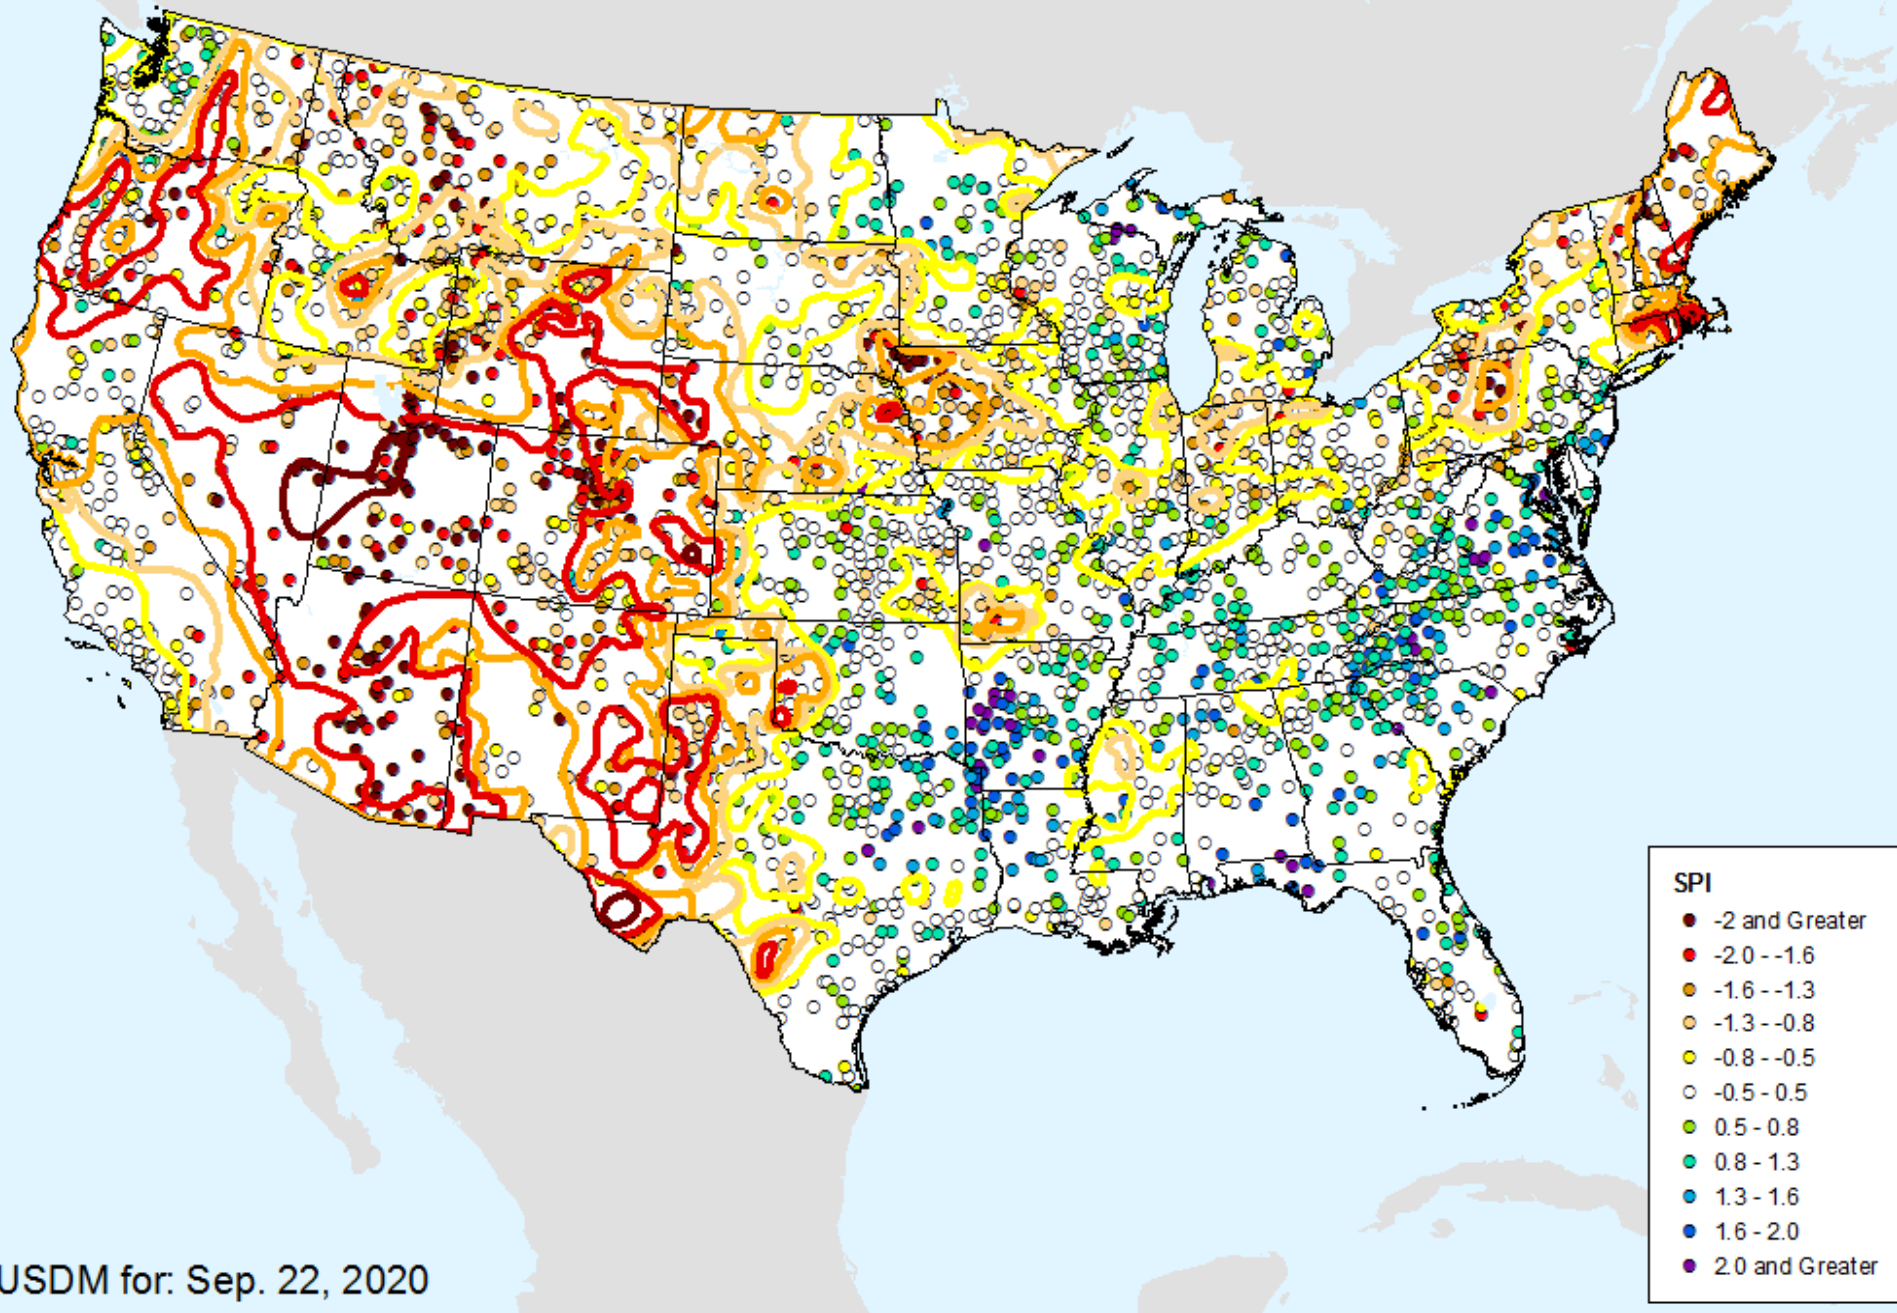 SPI
-2 and Greater
-2.0 - -1.6
-1.6 - -1.3
-1.3 - -0.8
-0.8 - -0.5
-0.5 - 0.5
0.5 - 0.8
0.8 - 1.3
1.3 - 1.6
1.6 - 2.0
2.0 and Greater
USDM for: Sep. 22, 2020